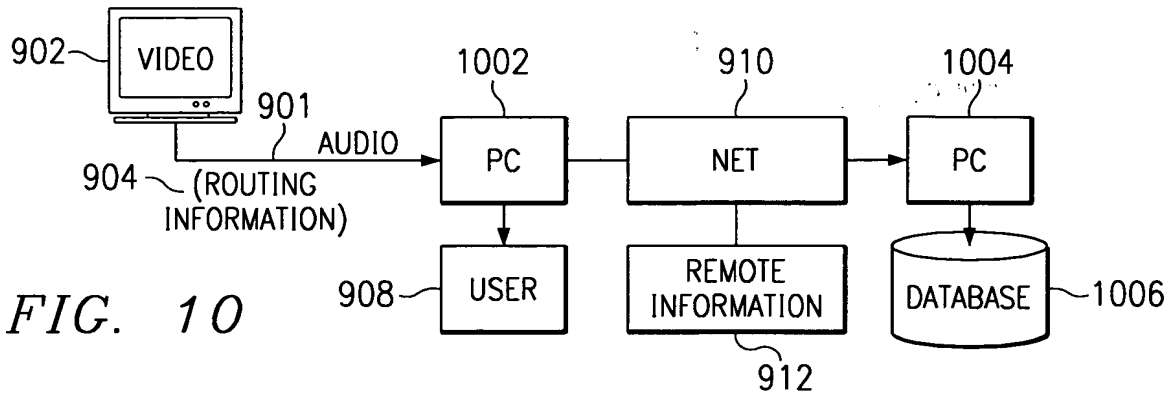 902
VIDEO
901
AUDIO
904
(ROUTING
INFORMATION)
1002
PC
910
NET
1004
PC
908
USER
REMOTE
INFORMATION
912
DATABASE
1006
FIG. 10